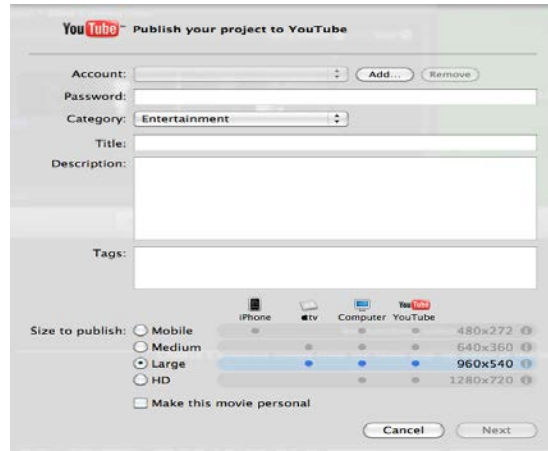 YouTube™ Publish your project to YouTube
Account: Add... Remove
Password:
Category: Entertainment
Title:
Description:
Tags:
iPhone tv Computer YouTube
Size to publish: Mobile 480x272
Medium 640x360
Large 960x540
HD 1280x720
Make this movie personal
Cancel Next